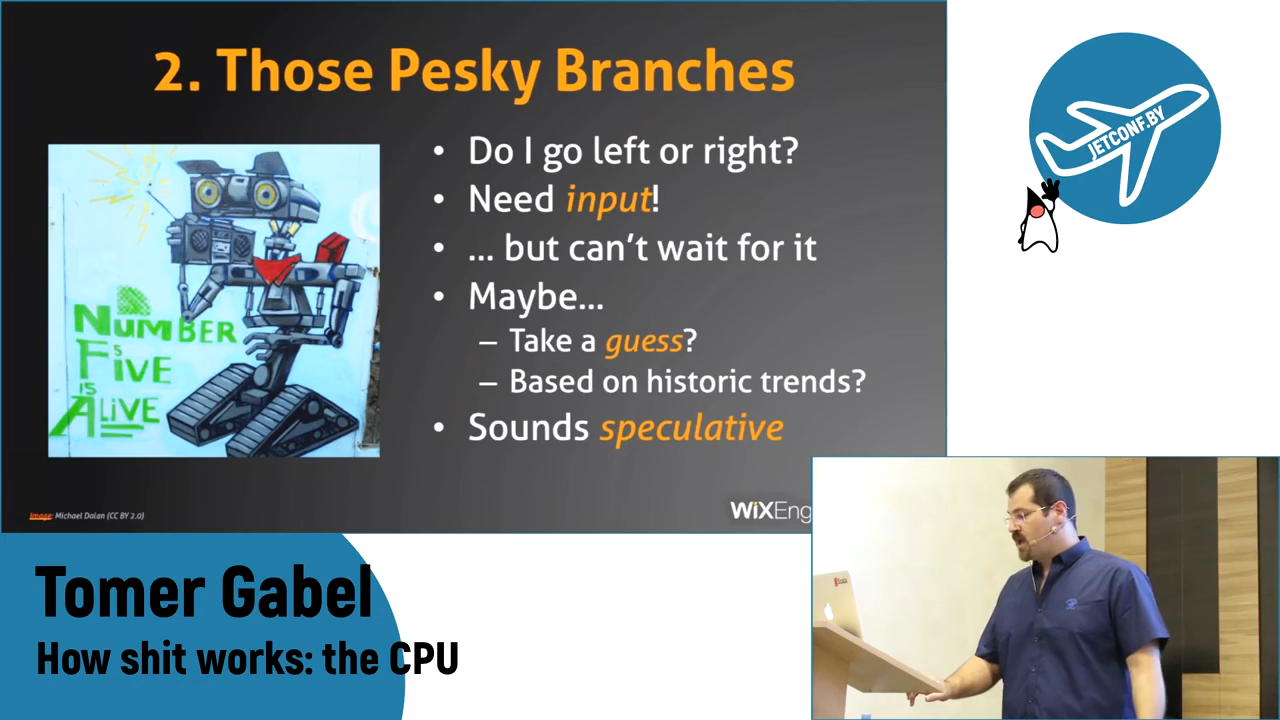 2. Those Pesky Branches
NUMBER
5
FIVE
IS
ALIVE
• Do I go left or right?
• Need input!
• ... but can't wait for it
• Maybe...
– Take a guess?
– Based on historic trends?
• Sounds speculative
Image: Michael Dolan (CC BY 2.0)
WiXEng
JETCONF.BY
Tomer Gabel
How shit works: the CPU